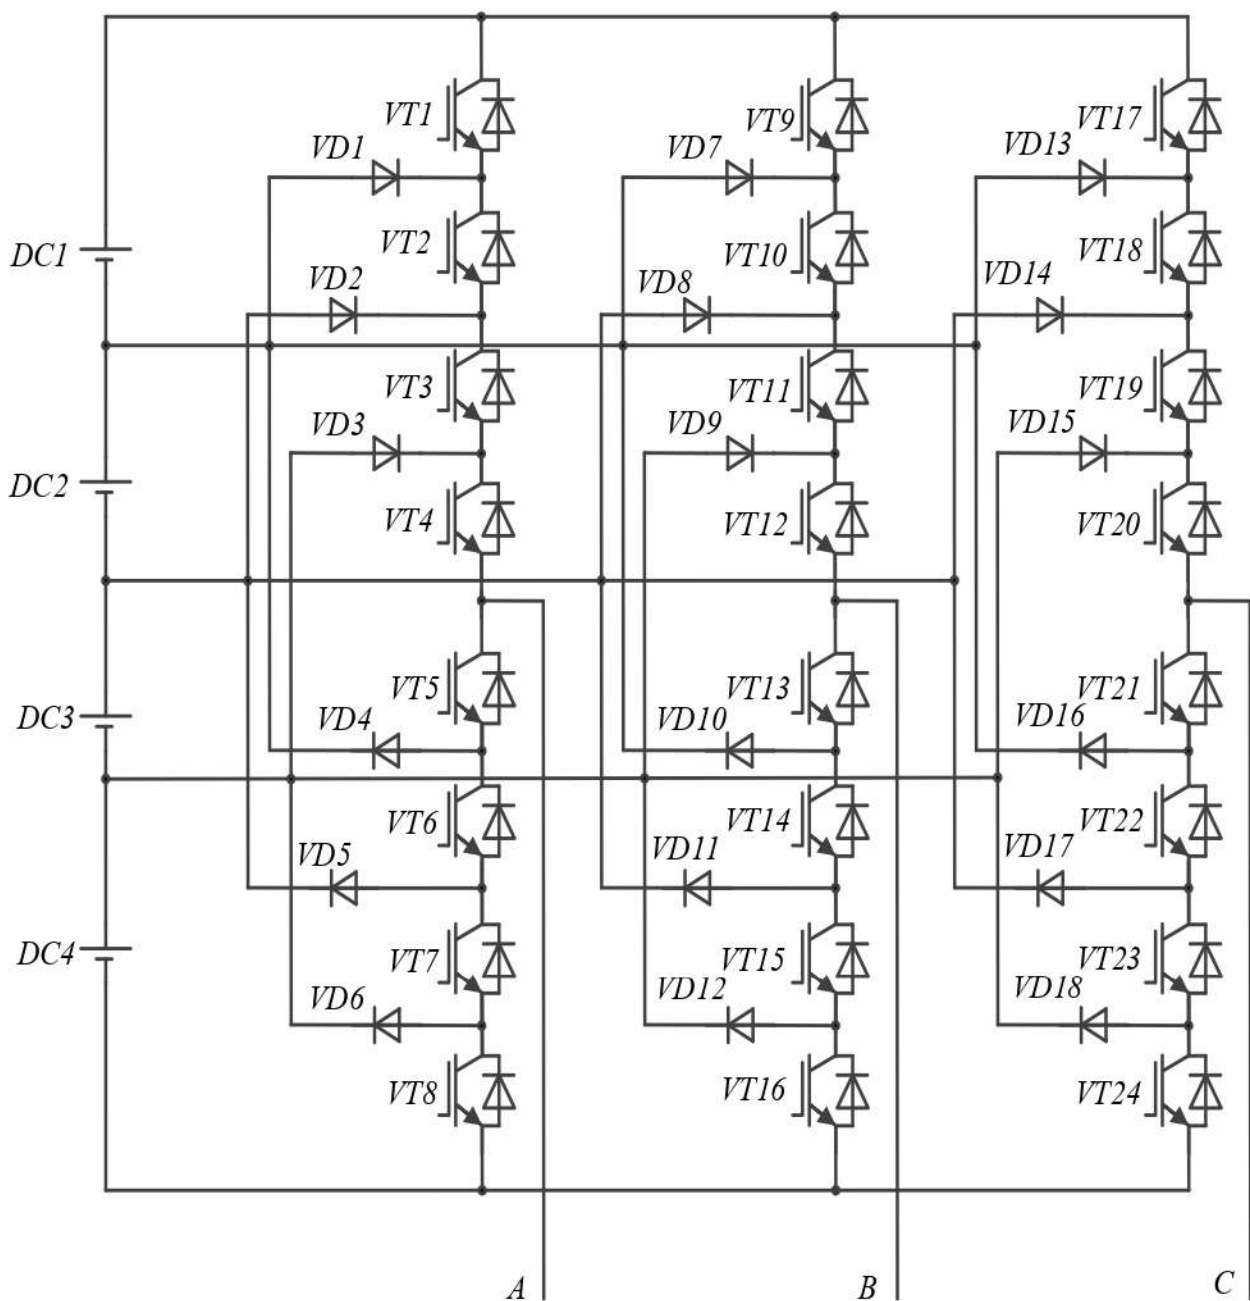 VT1 VT9 VT17
VD1 VD7 VD13
DC1 VT2 VT10 VT18
VD2 VD8 VD14
VT3 VT11 VT19
VD3 VD9 VD15
DC2 VT4 VT12 VT20
VT5 VT13 VT21
DC3 VD4 VD10 VD16
VT6 VT14 VT22
VD5 VD11 VD17
DC4 VT7 VT15 VT23
VD6 VD12 VD18
VT8 VT16 VT24
A B C